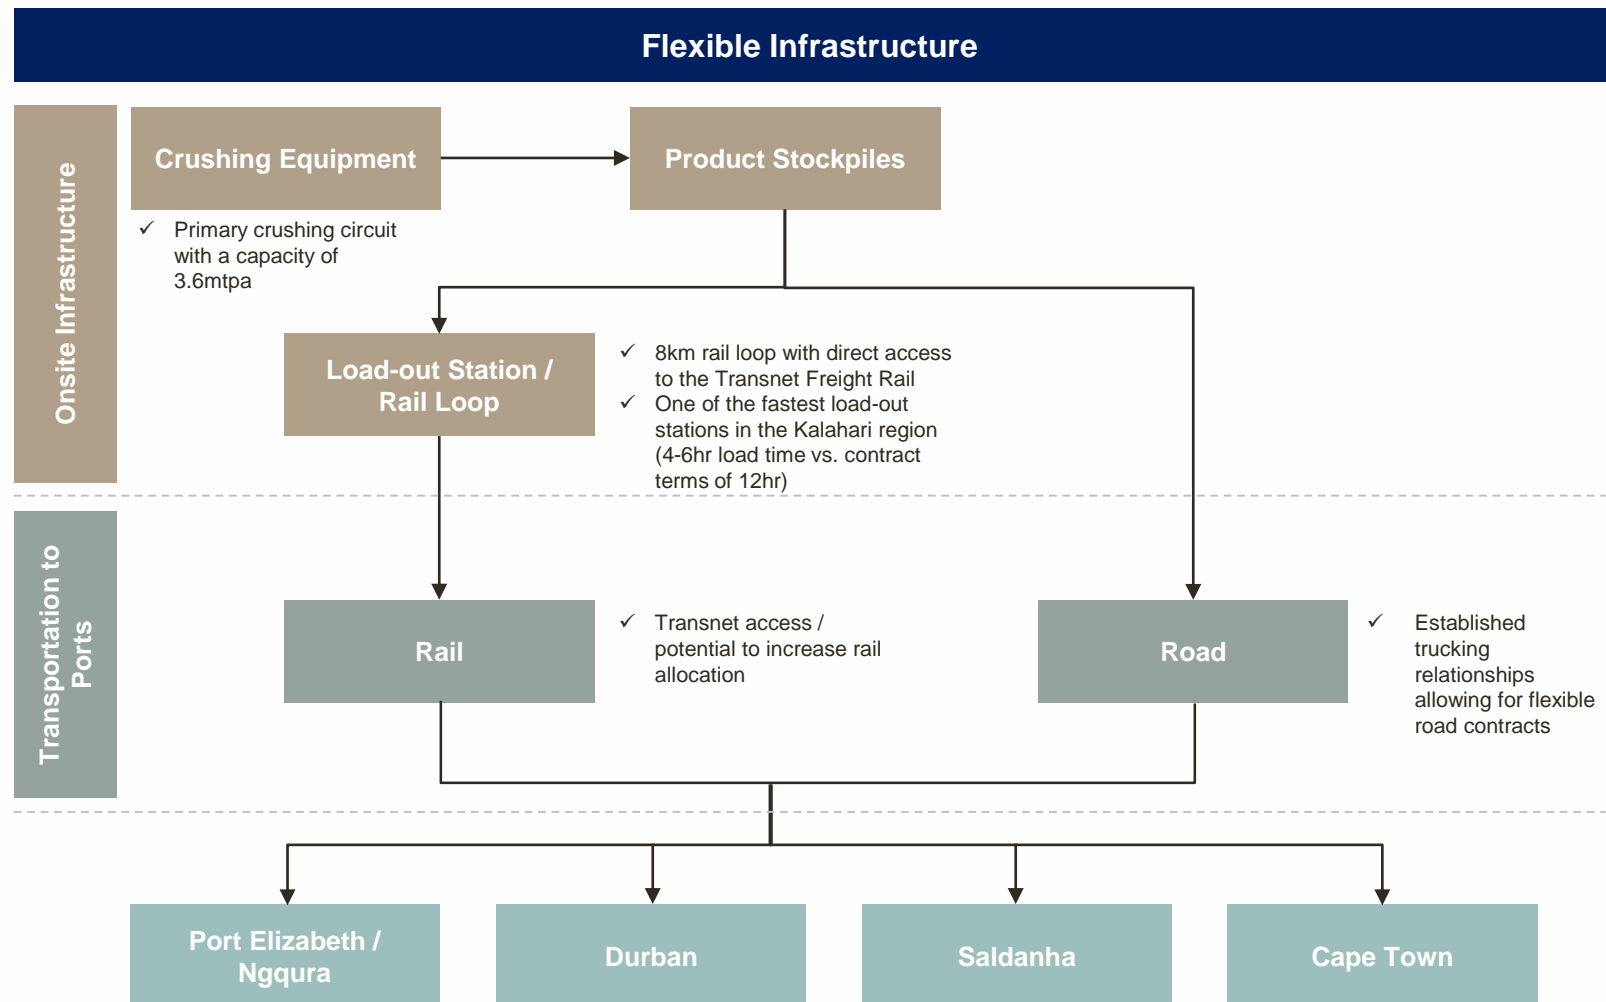 Flexible Infrastructure
Onsite Infrastructure
Crushing Equipment
Product Stockpiles
✓ Primary crushing circuit
with a capacity of
3.6mtpa
Load-out Station /
Rail Loop
✓ 8km rail loop with direct access
to the Transnet Freight Rail
✓ One of the fastest load-out
stations in the Kalahari region
(4-6hr load time vs. contract
terms of 12hr)
Transportation to
Ports
Rail
✓ Transnet access /
potential to increase rail
allocation
Road
✓ Established
trucking
relationships
allowing for flexible
road contracts
Port Elizabeth /
Ngqura
Durban
Saldanha
Cape Town